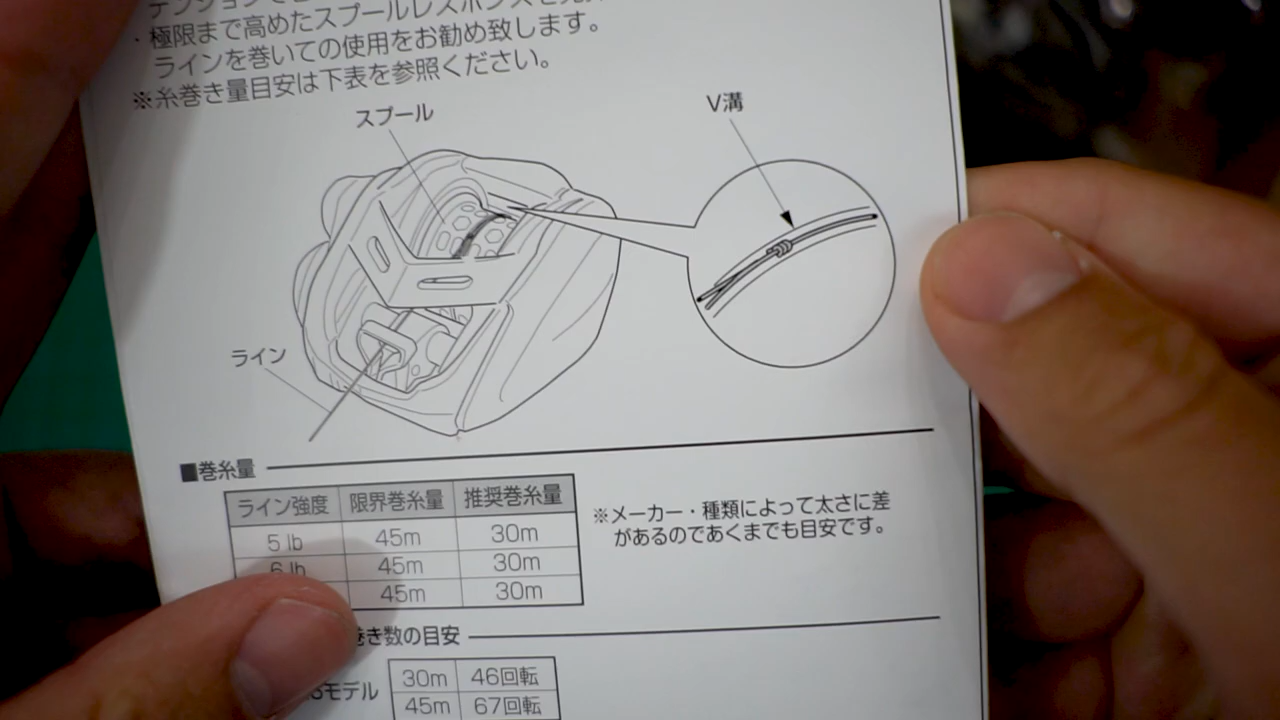 ・極限まで高めたスプールレスポンスを
ラインを巻いての使用をお勧め致します。
※糸巻き量目安は下表を参照ください。
スプール
V溝
ライン
■巻糸量
ライン強度 限界巻糸量 推奨巻糸量
5 lb 45m 30m
6 lb 45m 30m
45m 30m
※メーカー・種類によって太さに差
があるのであくまでも目安です。
巻き数の目安
モデル
30m 46回転
45m 67回転